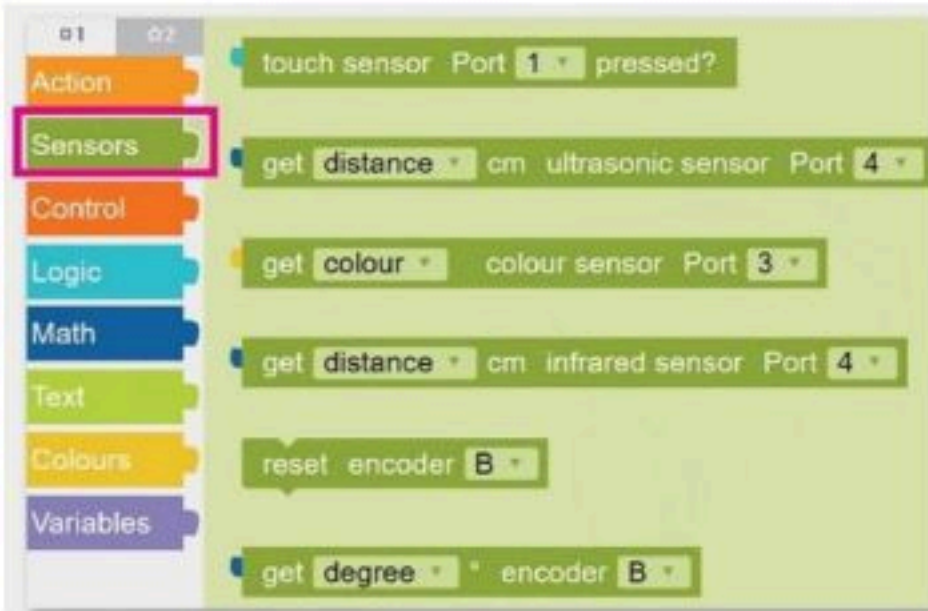 1
2
Action
Sensors
Control
Logic
Math
Text
Colours
Variables
touch sensor Port 1 pressed?
get distance cm ultrasonic sensor Port 4
get colour colour sensor Port 3
get distance cm infrared sensor Port 4
reset encoder B
get degree ° encoder B